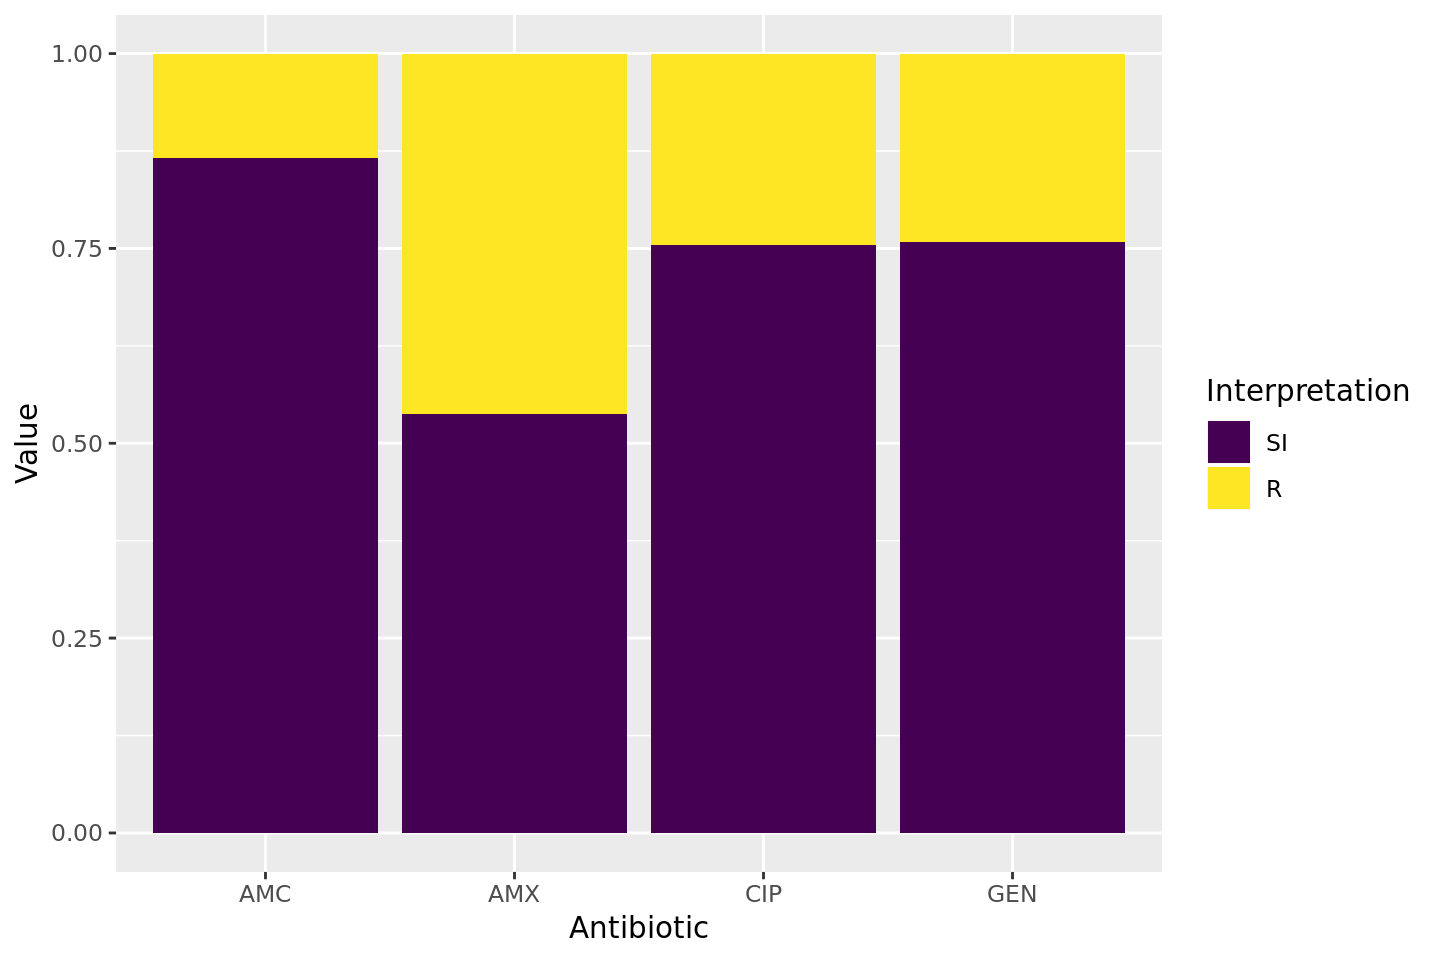 1.00
0.75
0.50
0.25
0.00
Value
AMC AMX CIP GEN
Antibiotic
Interpretation
SI
R